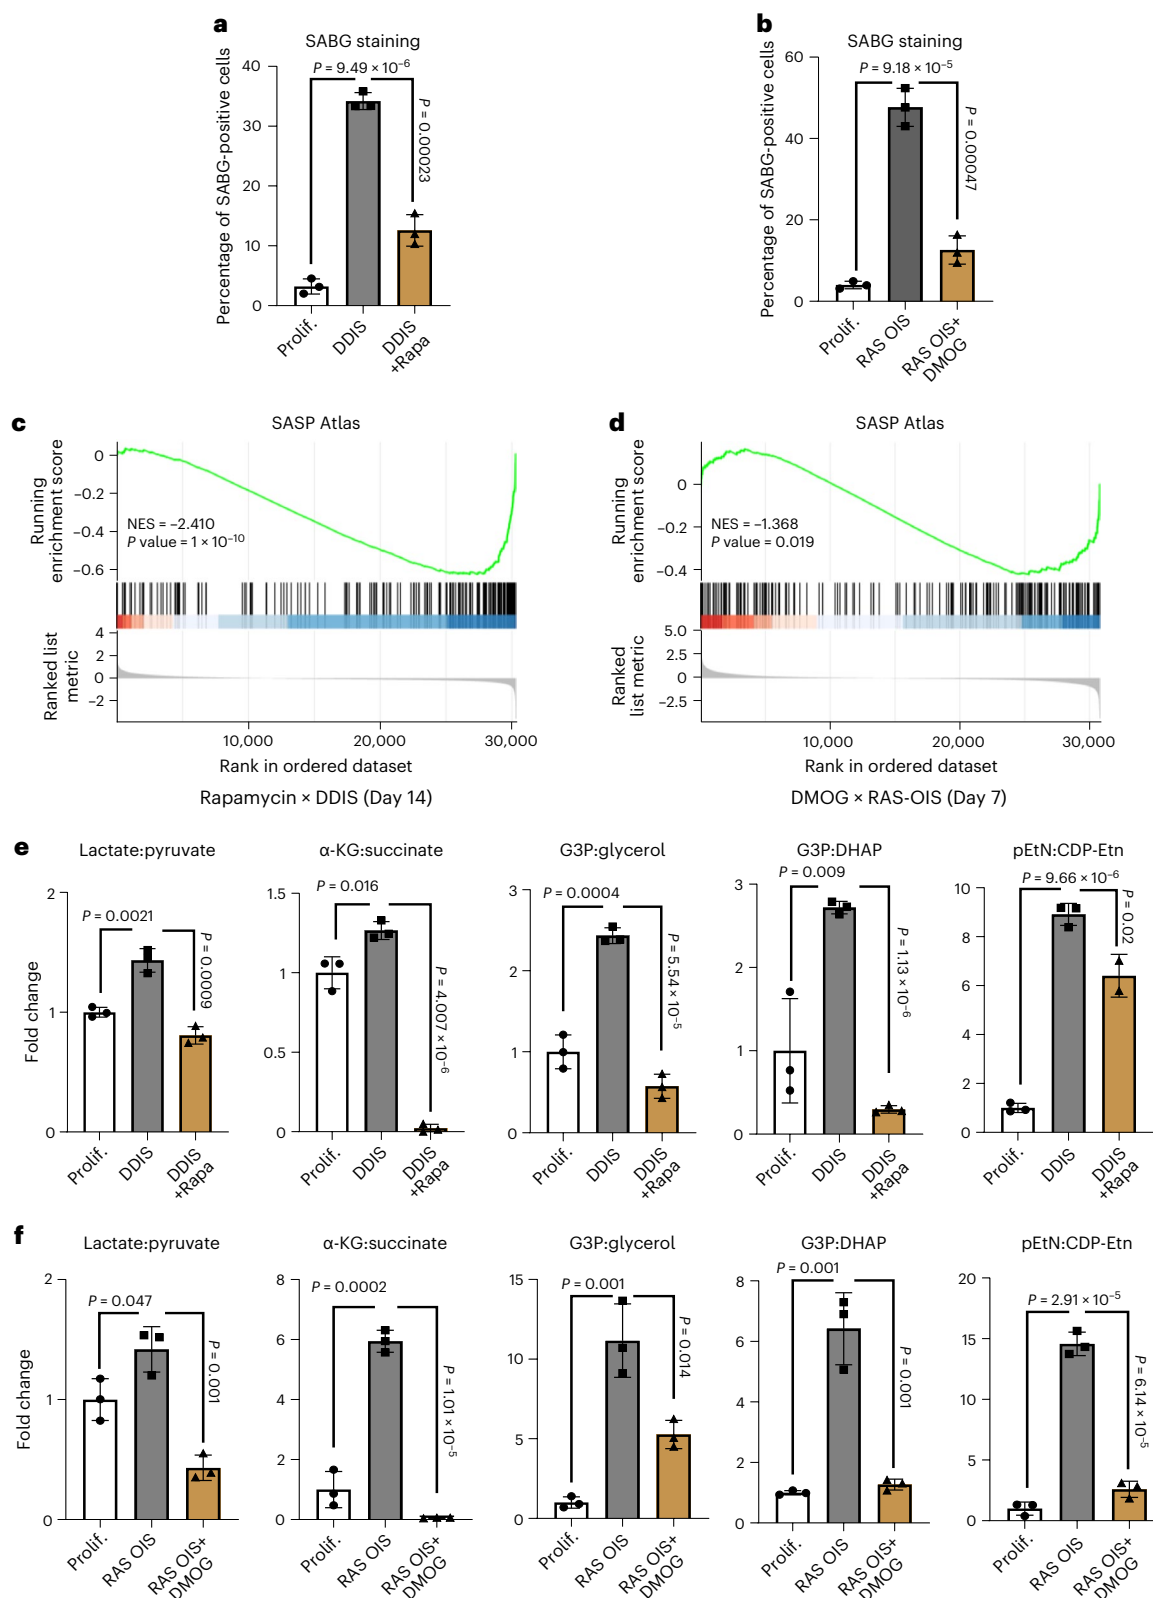 a
SABG staining
Percentage of SABG-positive cells
40
30
20
10
0
P = 9.49 × 10⁻⁶
P = 0.00023
Prolif.
DDIS
DDIS
+Rapa
b
SABG staining
Percentage of SABG-positive cells
60
40
20
0
P = 9.18 × 10⁻⁵
P = 0.00047
Prolif.
RAS OIS
RAS OIS+
DMOG
c
SASP Atlas
Running
enrichment score
0
−0.2
−0.4
−0.6
NES = −2.410
P value = 1 × 10⁻¹⁰
Ranked list
metric
4
2
0
−2
10,000
20,000
30,000
Rank in ordered dataset
Rapamycin × DDIS (Day 14)
d
SASP Atlas
Running
enrichment score
0
−0.2
−0.4
NES = −1.368
P value = 0.019
Ranked
list metric
5.0
2.5
0
−2.5
10,000
20,000
30,000
Rank in ordered dataset
DMOG × RAS-OIS (Day 7)
e
Lactate:pyruvate
Fold change
2
1
0
P = 0.0021
P = 0.0009
Prolif.
DDIS
DDIS
+Rapa
α-KG:succinate
1.5
1
0.5
0
P = 0.016
P = 4.007 × 10⁻⁶
Prolif.
DDIS
DDIS
+Rapa
G3P:glycerol
3
2
1
0
P = 0.0004
P = 5.54 × 10⁻⁵
Prolif.
DDIS
DDIS
+Rapa
G3P:DHAP
3
2
1
0
P = 0.009
P = 1.13 × 10⁻⁶
Prolif.
DDIS
DDIS
+Rapa
pEtN:CDP-Etn
10
8
6
4
2
0
P = 9.66 × 10⁻⁶
P = 0.02
Prolif.
DDIS
DDIS
+Rapa
f
Lactate:pyruvate
Fold change
2
1
0
P = 0.047
P = 0.001
Prolif.
RAS OIS
RAS OIS+
DMOG
α-KG:succinate
8
6
4
2
0
P = 0.0002
P = 1.01 × 10⁻⁵
Prolif.
RAS OIS
RAS OIS+
DMOG
G3P:glycerol
15
10
5
0
P = 0.001
P = 0.014
Prolif.
RAS OIS
RAS OIS+
DMOG
G3P:DHAP
8
6
4
2
0
P = 0.001
P = 0.001
Prolif.
RAS OIS
RAS OIS+
DMOG
pEtN:CDP-Etn
20
15
10
5
0
P = 2.91 × 10⁻⁵
P = 6.14 × 10⁻⁵
Prolif.
RAS OIS
RAS OIS+
DMOG